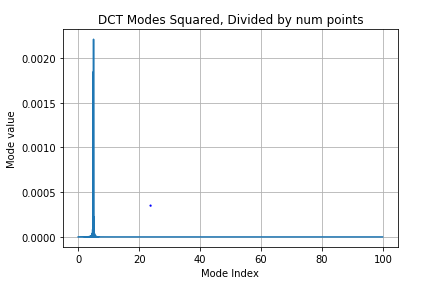 DCT Modes Squared, Divided by num points
0.0020
0.0015
0.0010
0.0005
0.0000
Mode value
0 20 40 60 80 100
Mode Index